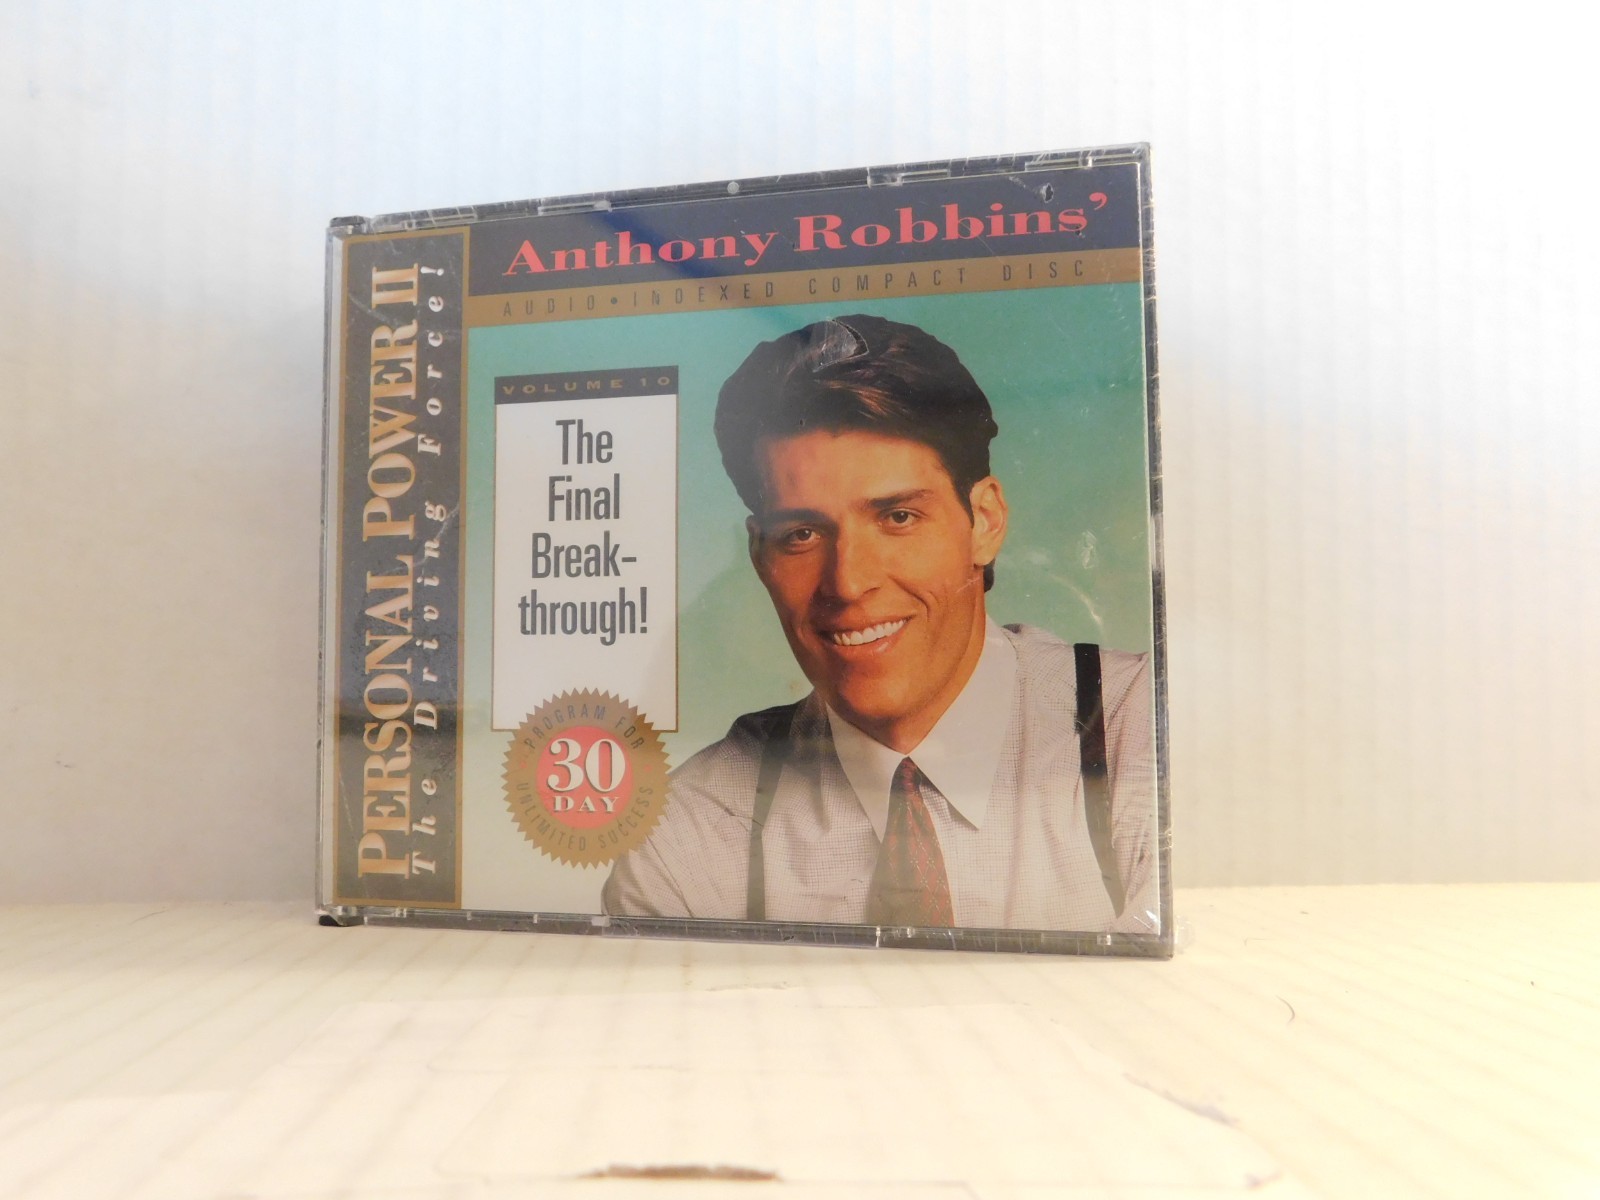 Anthony Robbins'
AUDIO•INDEXED COMPACT DISC
PERSONAL POWER II
The Driving Force!
VOLUME 10
The
Final
Break-
through!
PROGRAM FOR
30
DAY
UNLIMITED SUCCESS